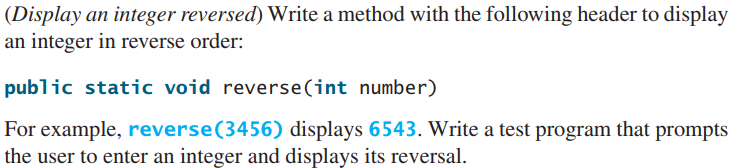 (Display an integer reversed) Write a method with the following header to display
an integer in reverse order:
public static void reverse(int number)
For example, reverse(3456) displays 6543. Write a test program that prompts
the user to enter an integer and displays its reversal.